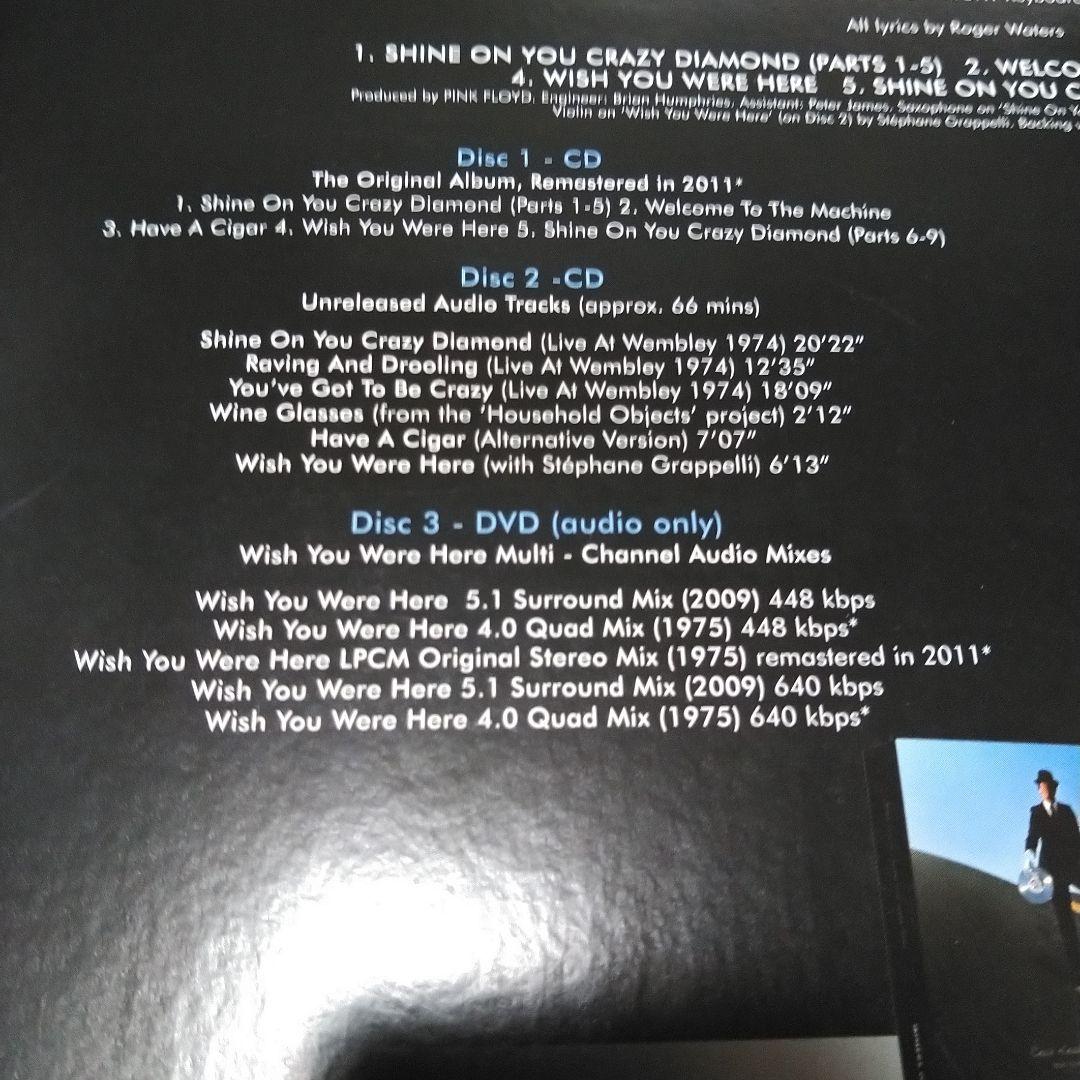 All lyrics by Roger Waters
1. SHINE ON YOU CRAZY DIAMOND (PARTS 1-5) 2. WELCO
4. WISH YOU WERE HERE 5. SHINE ON YOU C
Produced by PINK FLOYD. Engineer: Brian Humphries. Assistant: Peter James. Saxophone on 'Shine On Yo
Violin on 'Wish You Were Here' (on Disc 2) by Stéphane Grappelli. Backing
Disc 1 - CD
The Original Album, Remastered in 2011*
1. Shine On You Crazy Diamond (Parts 1-5) 2. Welcome To The Machine
3. Have A Cigar 4. Wish You Were Here 5. Shine On You Crazy Diamond (Parts 6-9)
Disc 2 -CD
Unreleased Audio Tracks (approx. 66 mins)
Shine On You Crazy Diamond (Live At Wembley 1974) 20'22"
Raving And Drooling (Live At Wembley 1974) 12'35"
You've Got To Be Crazy (Live At Wembley 1974) 18'09"
Wine Glasses (from the 'Household Objects' project) 2'12"
Have A Cigar (Alternative Version) 7'07"
Wish You Were Here (with Stéphane Grappelli) 6'13"
Disc 3 - DVD (audio only)
Wish You Were Here Multi - Channel Audio Mixes
Wish You Were Here 5.1 Surround Mix (2009) 448 kbps
Wish You Were Here 4.0 Quad Mix (1975) 448 kbps*
Wish You Were Here LPCM Original Stereo Mix (1975) remastered in 2011*
Wish You Were Here 5.1 Surround Mix (2009) 640 kbps
Wish You Were Here 4.0 Quad Mix (1975) 640 kbps*